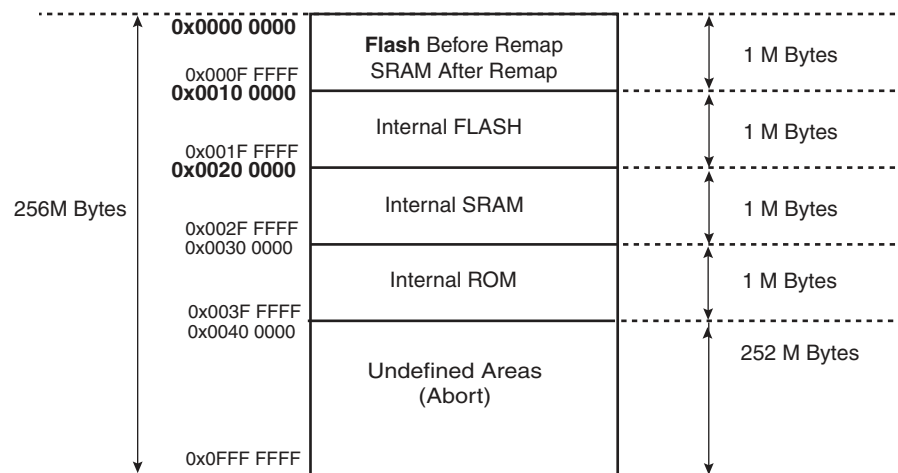 0x0000 0000
Flash Before Remap
SRAM After Remap
1 M Bytes
0x000F FFFF
0x0010 0000
Internal FLASH
1 M Bytes
0x001F FFFF
0x0020 0000
256M Bytes
Internal SRAM
1 M Bytes
0x002F FFFF
0x0030 0000
Internal ROM
1 M Bytes
0x003F FFFF
0x0040 0000
252 M Bytes
Undefined Areas
(Abort)
0x0FFF FFFF